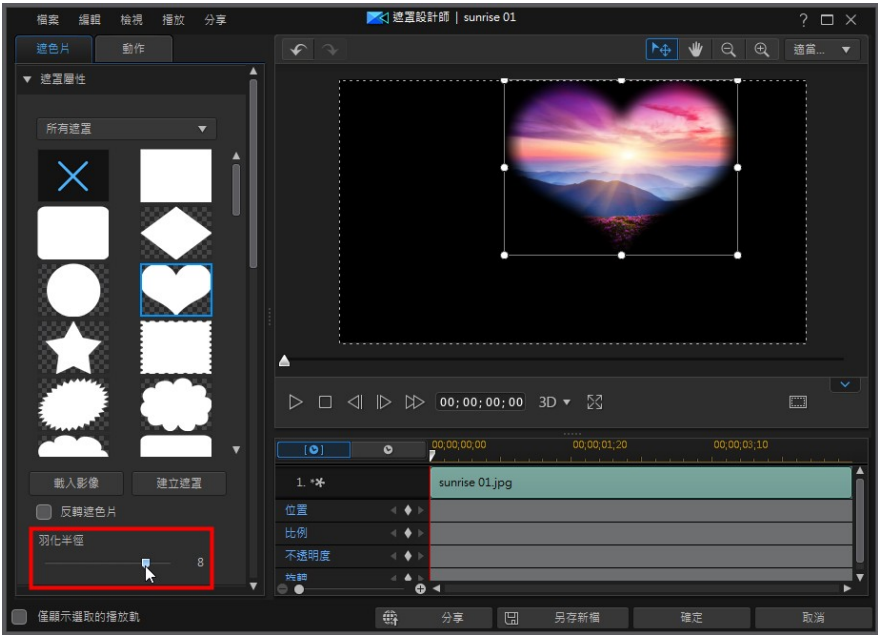 檔案 編輯 檢視 播放 分享
遮罩設計師 | sunrise 01
?
遮色片 動作
適當...
遮罩屬性
所有遮罩
載入影像 建立遮罩
反轉遮色片
羽化半徑
8
00;00;00;00 3D
00;00;00;00 00;00;01;20 00;00;03;10
1. sunrise 01.jpg
位置
比例
不透明度
旋轉
僅顯示選取的播放軌
分享 另存新檔 確定 取消